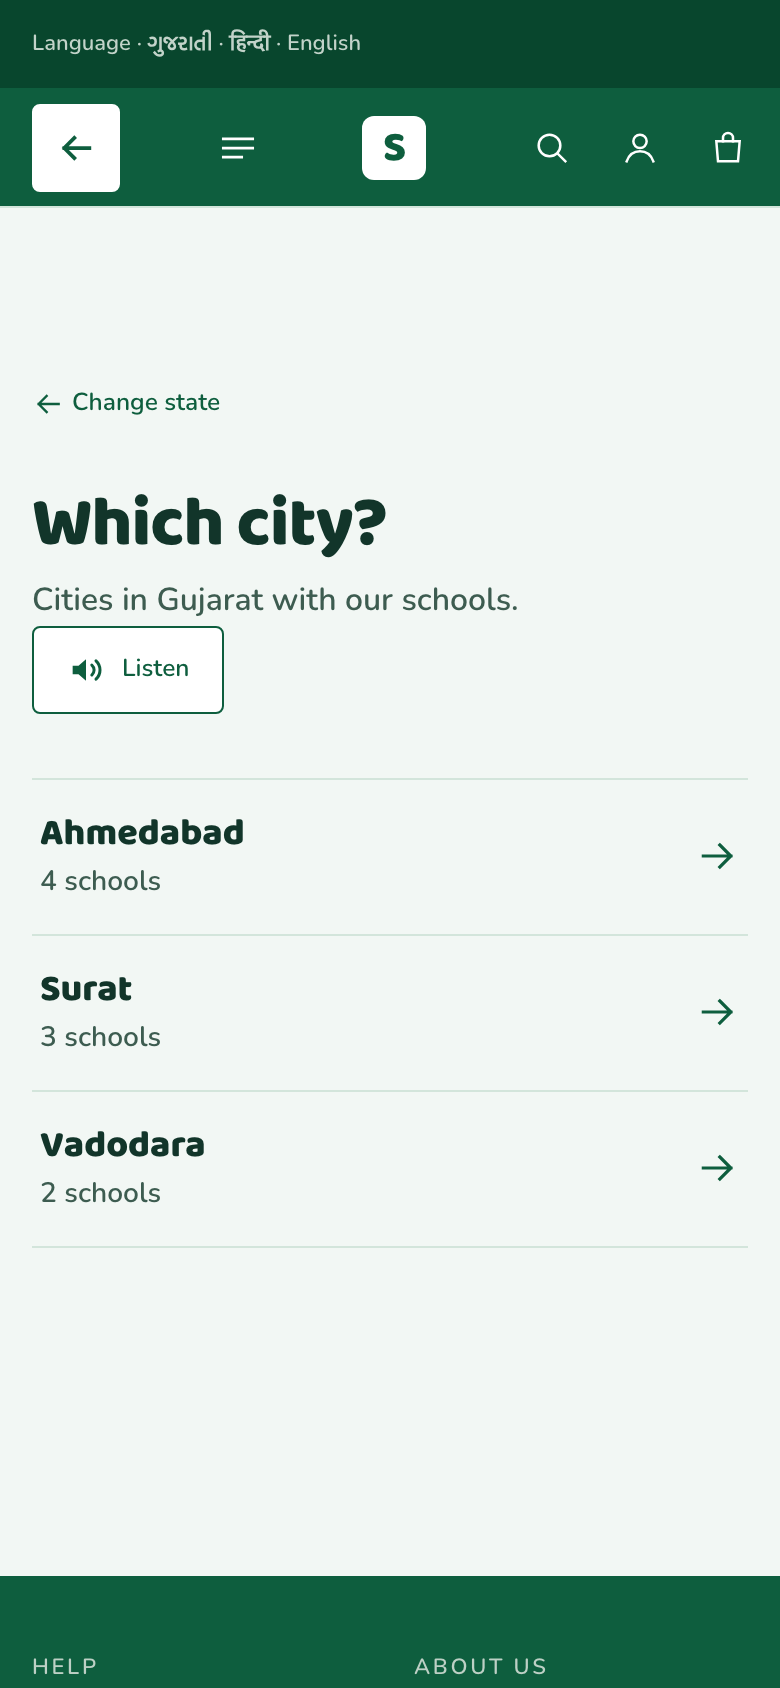 Language · ગુજરાતી · हिन्दी · English
S
Change state
Which city?
Cities in Gujarat with our schools.
Listen
Ahmedabad
4 schools
Surat
3 schools
Vadodara
2 schools
HELP
ABOUT US